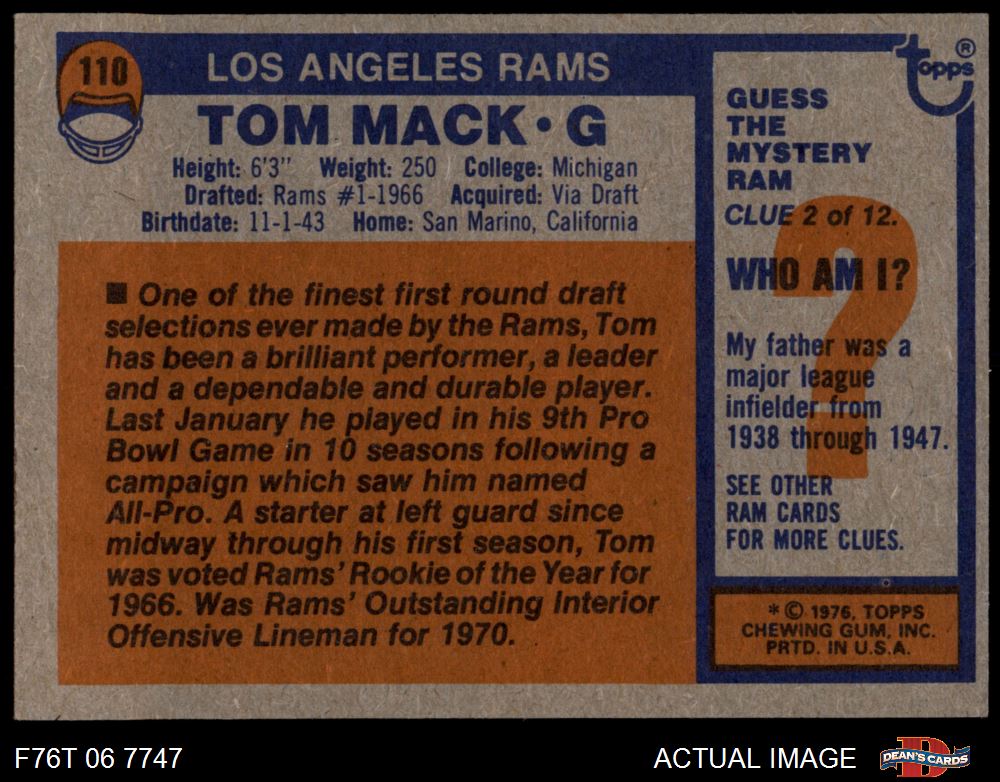 110
LOS ANGELES RAMS
TOM MACK • G
Height: 6'3" Weight: 250 College: Michigan
Drafted: Rams #1-1966 Acquired: Via Draft
Birthdate: 11-1-43 Home: San Marino, California
■ One of the finest first round draft
selections ever made by the Rams, Tom
has been a brilliant performer, a leader
and a dependable and durable player.
Last January he played in his 9th Pro
Bowl Game in 10 seasons following a
campaign which saw him named
All-Pro. A starter at left guard since
midway through his first season, Tom
was voted Rams' Rookie of the Year for
1966. Was Rams' Outstanding Interior
Offensive Lineman for 1970.
Topps ®
GUESS
THE
MYSTERY
RAM
CLUE 2 of 12.
WHO AM I?
My father was a
major league
infielder from
1938 through 1947.
SEE OTHER
RAM CARDS
FOR MORE CLUES.
?
* © 1976, TOPPS
CHEWING GUM, INC.
PRTD. IN U.S.A.
F76T 06 7747
ACTUAL IMAGE
D
DEAN'S CARDS